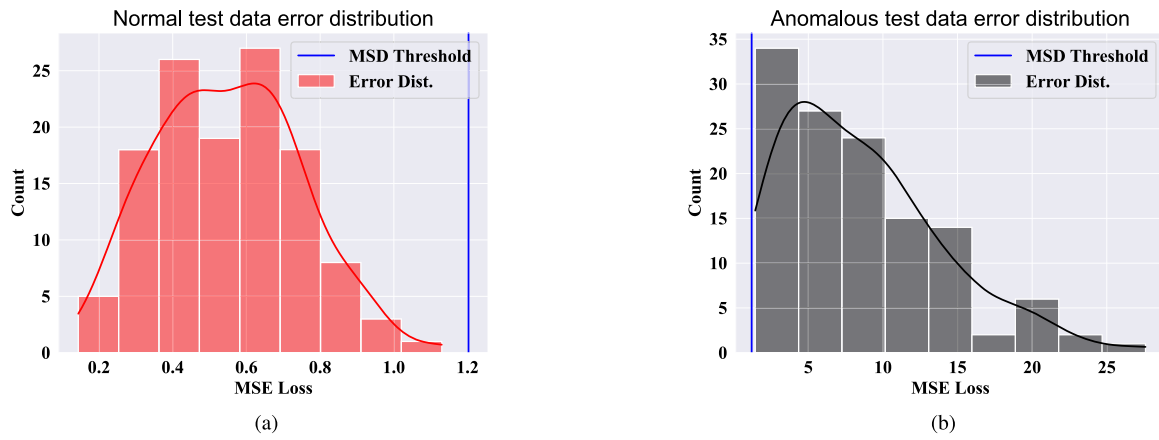 Normal test data error distribution
MSD Threshold
Error Dist.
Count
25
20
15
10
5
0
0.2 0.4 0.6 0.8 1.0 1.2
MSE Loss
(a)
Anomalous test data error distribution
MSD Threshold
Error Dist.
Count
35
30
25
20
15
10
5
0
5 10 15 20 25
MSE Loss
(b)